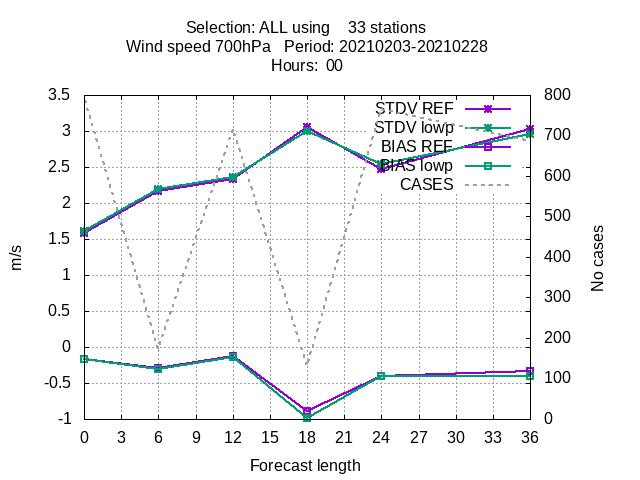 Selection: ALL using    33 stations
Wind speed 700hPa   Period: 20210203-20210228
Hours:  00
STDV REF
STDV lowp
BIAS REF
BIAS lowp
CASES
3.5
3
2.5
2
1.5
1
0.5
0
-0.5
-1
m/s
800
700
600
500
400
300
200
100
0
No cases
0 3 6 9 12 15 18 21 24 27 30 33 36
Forecast length